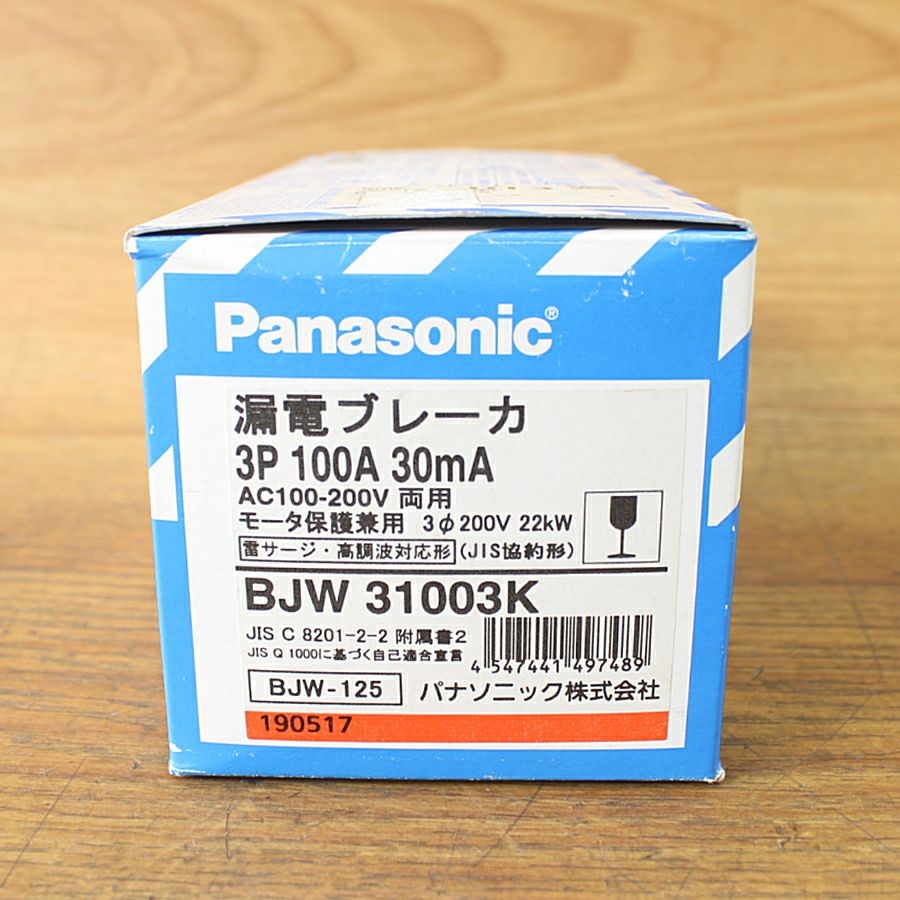 Panasonic®
漏電ブレーカ
3P 100A 30mA
AC100-200V 両用
モータ保護兼用 3φ200V 22kW
雷サージ・高調波対応形 (JIS協約形)
BJW 31003K
JIS C 8201-2-2 附属書2
JIS Q 1000に基づく自己適合宣言
4 547441 497489
BJW-125 パナソニック株式会社
190517